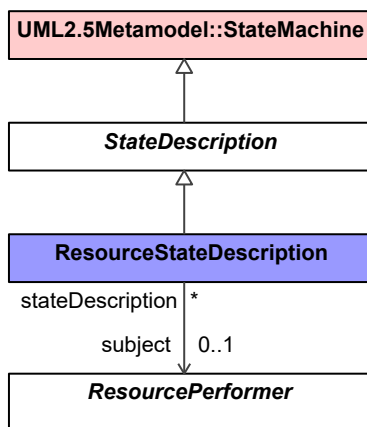 UML2.5Metamodel::StateMachine
StateDescription
ResourceStateDescription
stateDescription *
subject 0..1
ResourcePerformer